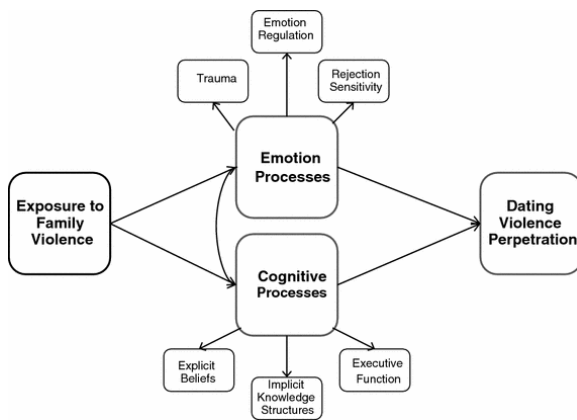 Emotion
Regulation
Trauma
Rejection
Sensitivity
Emotion
Processes
Exposure to
Family
Violence
Dating
Violence
Perpetration
Cognitive
Processes
Explicit
Beliefs
Implicit
Knowledge
Structures
Executive
Function